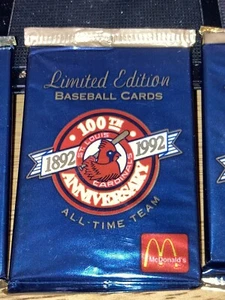 Limited Edition
BASEBALL CARDS
100TH
ST. LOUIS
1892 1992
CARDINALS
ANNIVERSARY
ALL-TIME TEAM
McDonald's